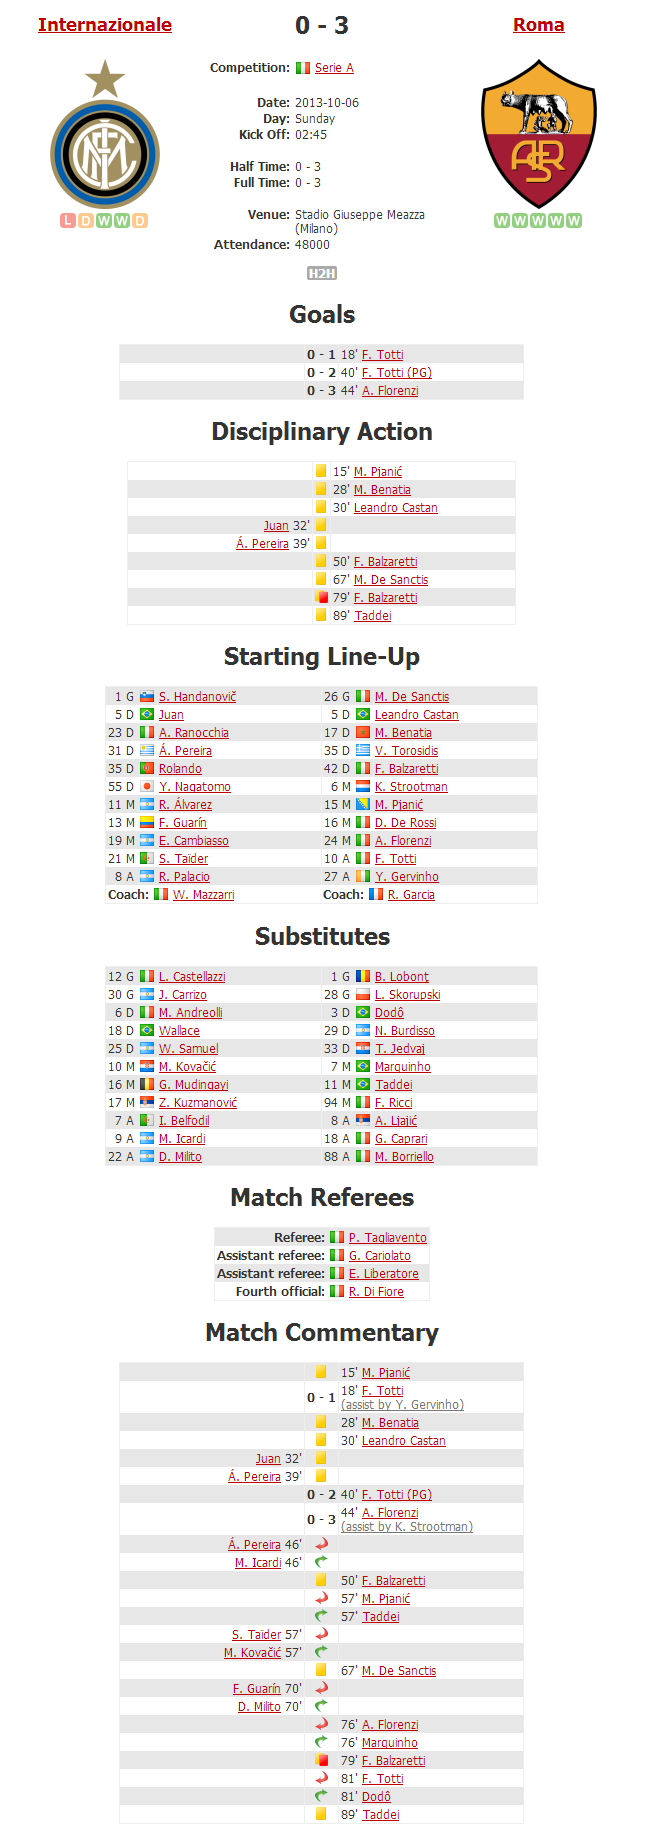 Internazionale 0 - 3 Roma
Competition: Serie A
Date: 2013-10-06
Day: Sunday
Kick Off: 02:45
Half Time: 0 - 3
Full Time: 0 - 3
L D W W D
W W W W W
Venue: Stadio Giuseppe Meazza
(Milano)
Attendance: 48000
H2H
Goals
0 - 1 18' F. Totti
0 - 2 40' F. Totti (PG)
0 - 3 44' A. Florenzi
Disciplinary Action
15' M. Pjanić
28' M. Benatia
30' Leandro Castan
Juan 32'
Á. Pereira 39'
50' F. Balzaretti
67' M. De Sanctis
79' F. Balzaretti
89' Taddei
Starting Line-Up
1 G S. Handanovič 26 G M. De Sanctis
5 D Juan 5 D Leandro Castan
23 D A. Ranocchia 17 D M. Benatia
31 D Á. Pereira 35 D V. Torosidis
35 D Rolando 42 D F. Balzaretti
55 D Y. Nagatomo 6 M K. Strootman
11 M R. Álvarez 15 M M. Pjanić
13 M F. Guarín 16 M D. De Rossi
19 M E. Cambiasso 24 M A. Florenzi
21 M S. Taïder 10 A F. Totti
8 A R. Palacio 27 A Y. Gervinho
Coach: W. Mazzarri Coach: R. Garcia
Substitutes
12 G L. Castellazzi 1 G B. Lobonț
30 G J. Carrizo 28 G L. Skorupski
6 D M. Andreolli 3 D Dodô
18 D Wallace 29 D N. Burdisso
25 D W. Samuel 33 D T. Jedvaj
10 M M. Kovačić 7 M Marquinho
16 M G. Mudingayi 11 M Taddei
17 M Z. Kuzmanović 94 M F. Ricci
7 A I. Belfodil 8 A A. Ljajić
9 A M. Icardi 18 A G. Caprari
22 A D. Milito 88 A M. Borriello
Match Referees
Referee: P. Tagliavento
Assistant referee: G. Cariolato
Assistant referee: E. Liberatore
Fourth official: R. Di Fiore
Match Commentary
15' M. Pjanić
0 - 1 18' F. Totti
(assist by Y. Gervinho)
28' M. Benatia
30' Leandro Castan
Juan 32'
Á. Pereira 39'
0 - 2 40' F. Totti (PG)
0 - 3 44' A. Florenzi
(assist by K. Strootman)
Á. Pereira 46'
M. Icardi 46'
50' F. Balzaretti
57' M. Pjanić
57' Taddei
S. Taïder 57'
M. Kovačić 57'
67' M. De Sanctis
F. Guarín 70'
D. Milito 70'
76' A. Florenzi
76' Marquinho
79' F. Balzaretti
81' F. Totti
81' Dodô
89' Taddei